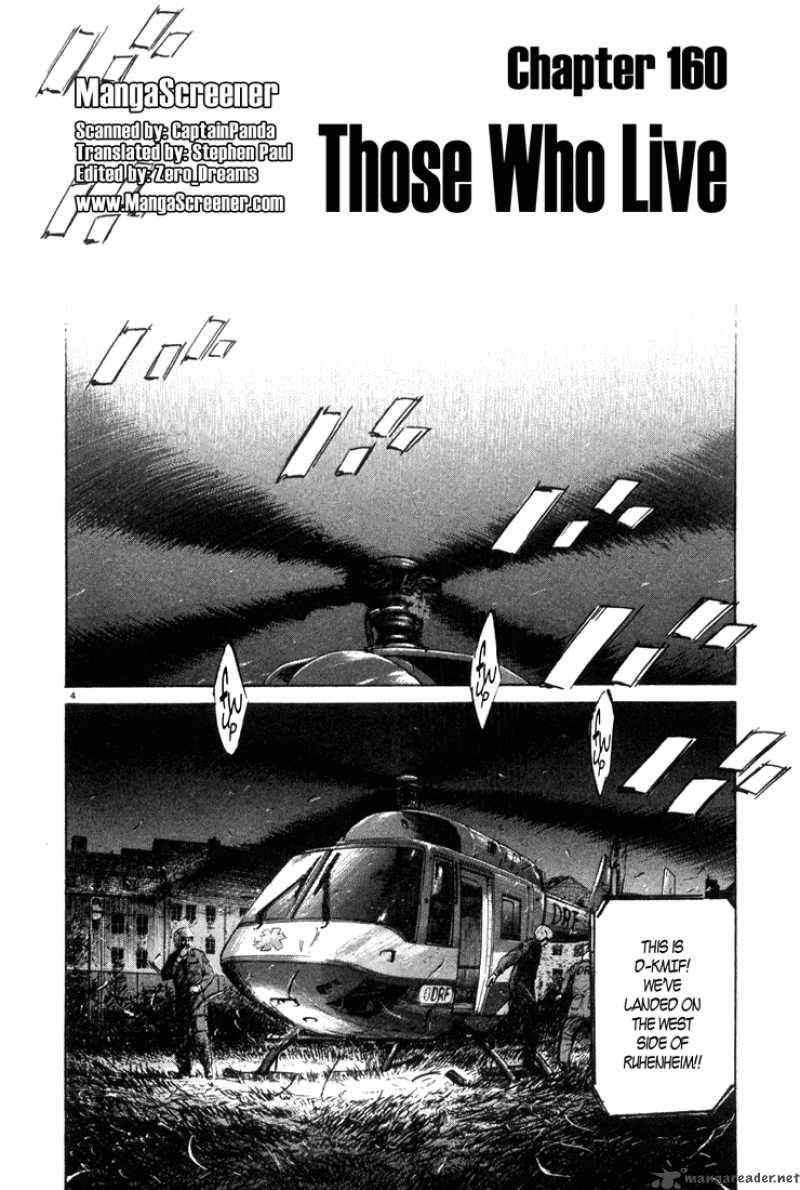 Chapter 160
Those Who Live
MangaScreener
Scanned by: CaptainPanda
Translated by: Stephen Paul
Edited by: Zero_Dreams
www.MangaScreener.com
4
fwup
fwup
fwup
DRF
DRF
THIS IS
D-KMIF!
WE'VE
LANDED ON
THE WEST
SIDE OF
RUHENHEIM!!
mangareader.net